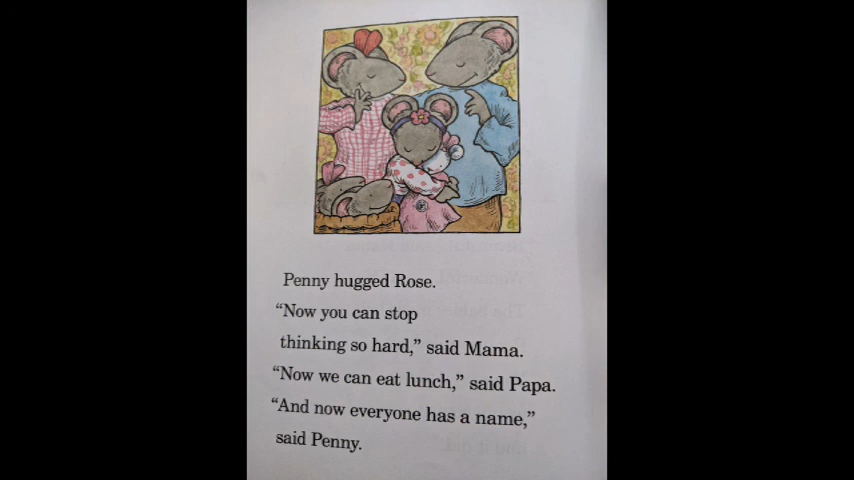 Penny hugged Rose.
“Now you can stop
thinking so hard,” said Mama.
“Now we can eat lunch,” said Papa.
“And now everyone has a name,”
said Penny.